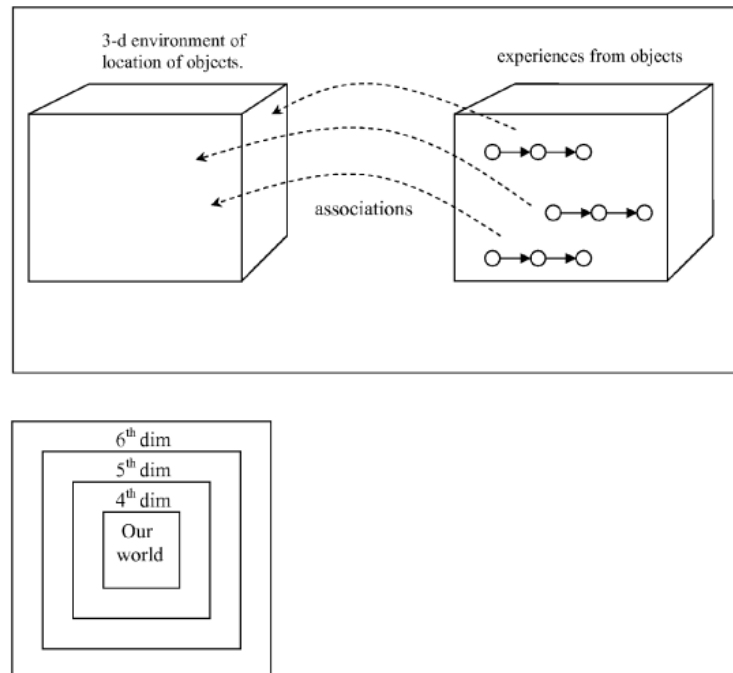 3-d environment of
location of objects.
experiences from objects
associations
6th dim
5th dim
4th dim
Our
world